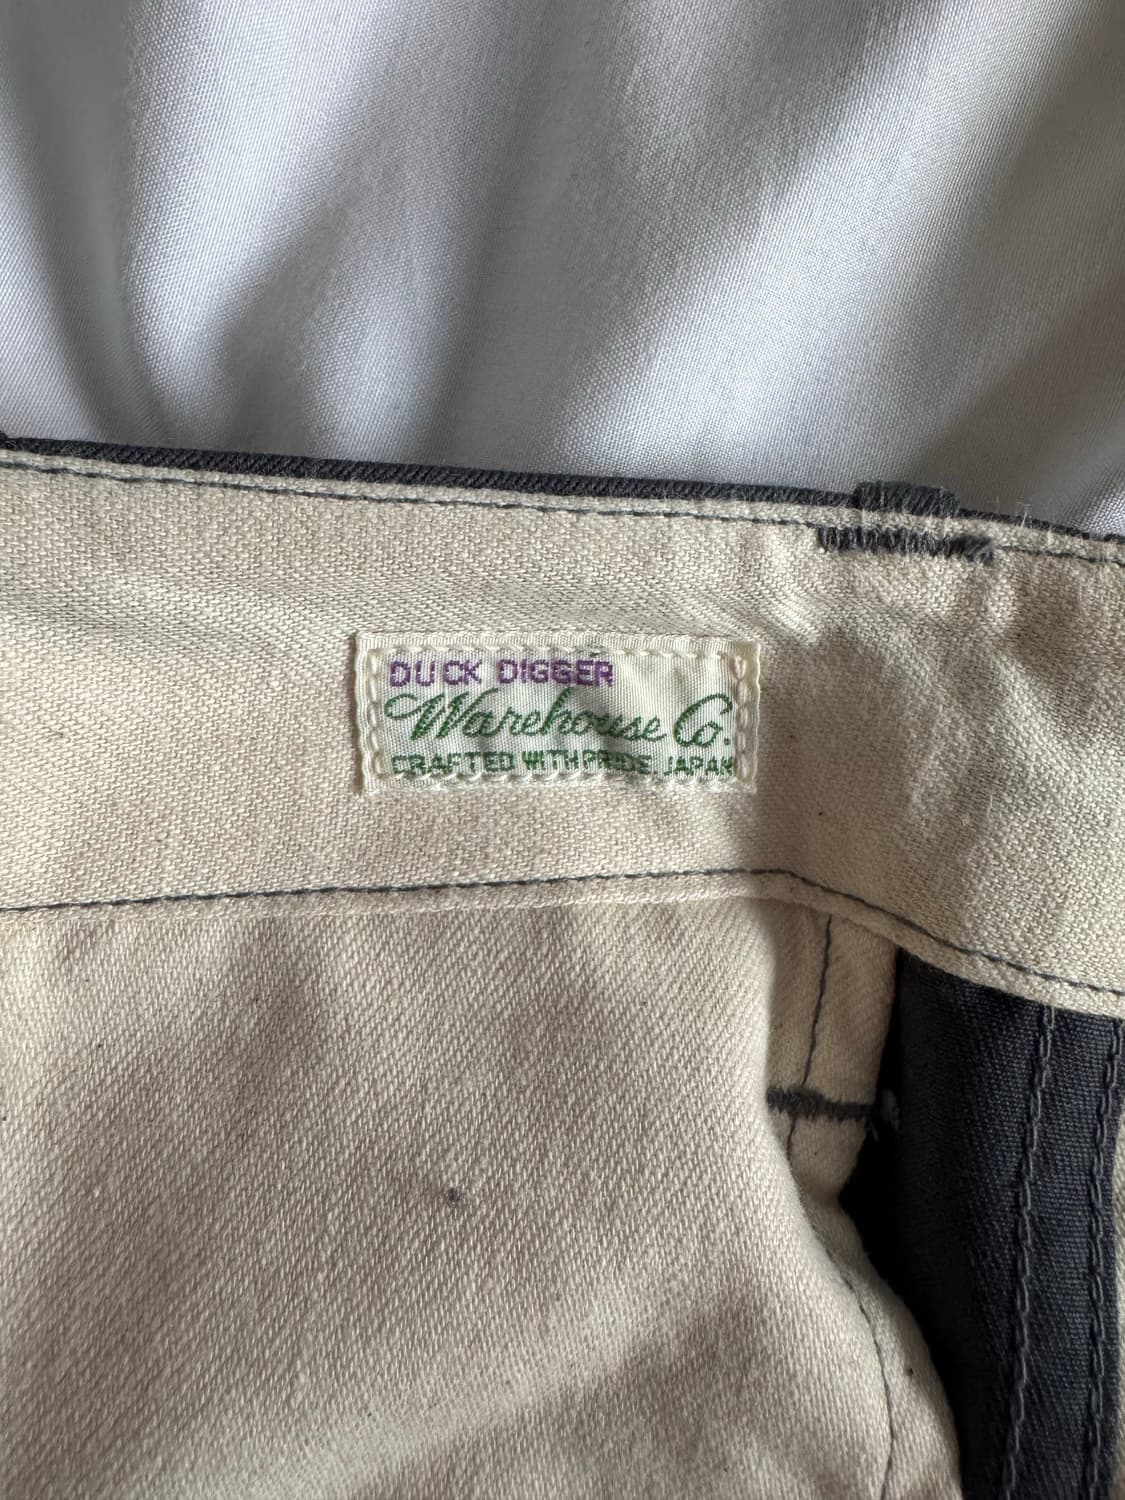 DUCK DIGGER
Warehouse Co.
CRAFTED WITH PRIDE JAPAN